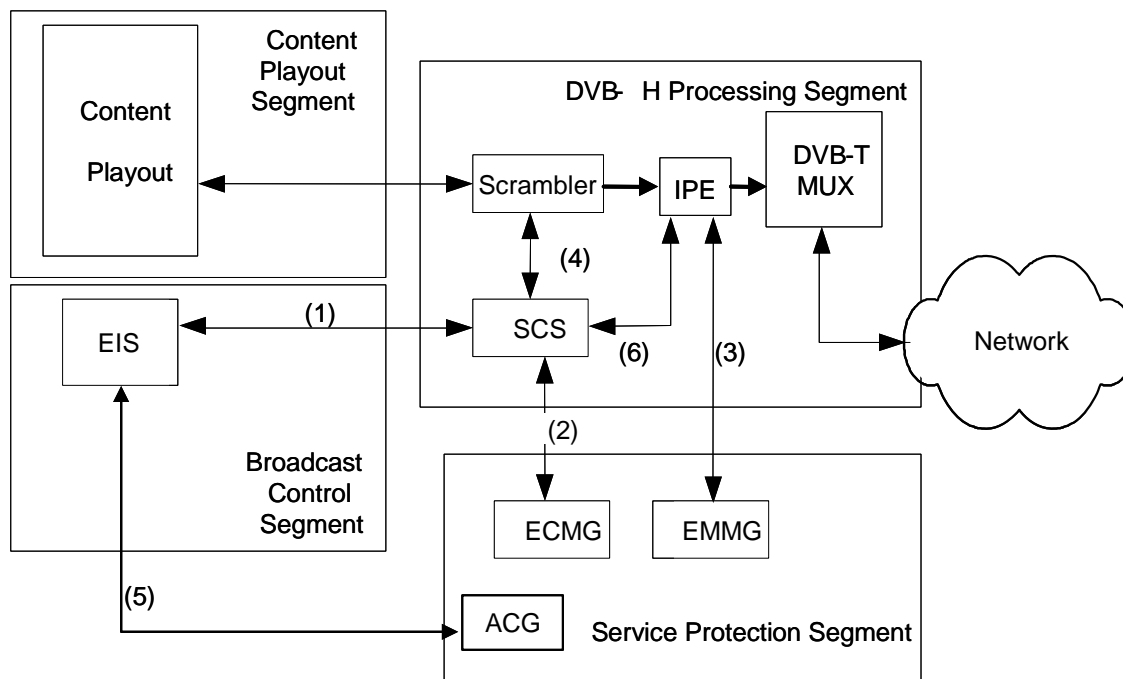 Content
Playout
Segment
Content
Playout
DVB- H Processing Segment
Scrambler
IPE
DVB-T
MUX
(4)
EIS
(1)
SCS
(6)
(3)
Network
(2)
Broadcast
Control
Segment
ECMG
EMMG
(5)
ACG
Service Protection Segment